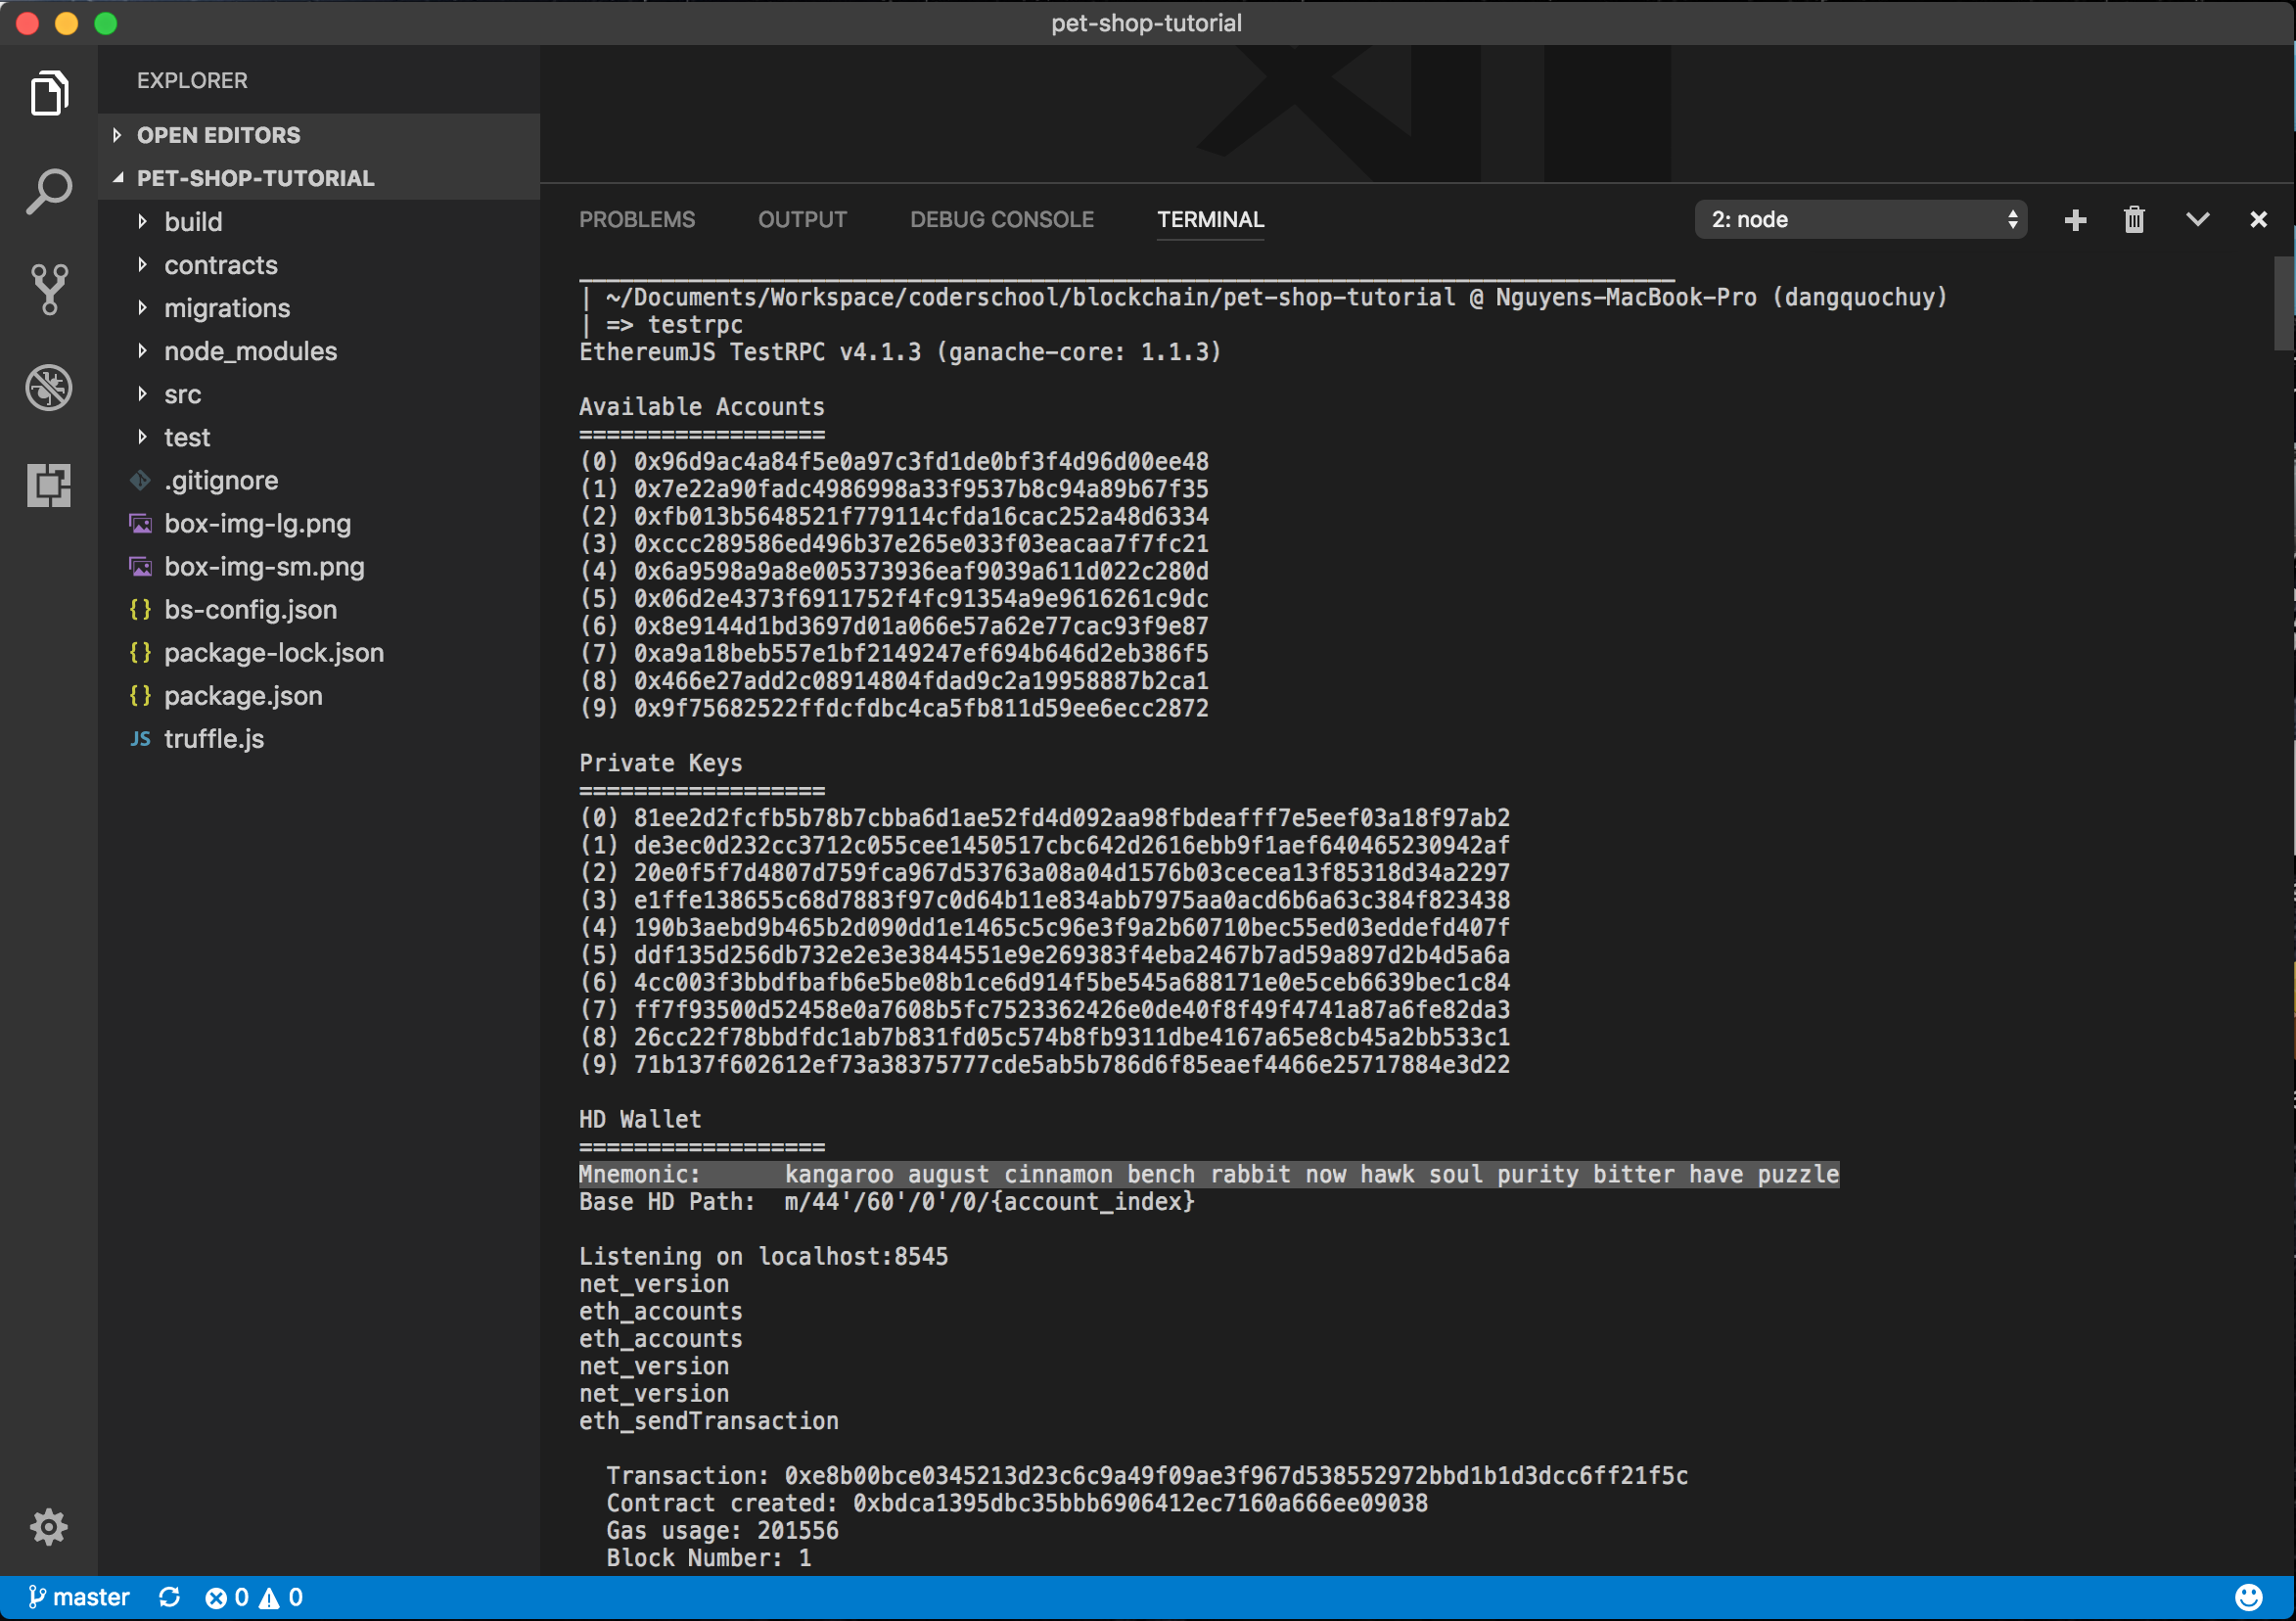 pet-shop-tutorial
EXPLORER
OPEN EDITORS
PET-SHOP-TUTORIAL
build
contracts
migrations
node_modules
src
test
.gitignore
box-img-lg.png
box-img-sm.png
bs-config.json
package-lock.json
package.json
JS truffle.js
PROBLEMS OUTPUT DEBUG CONSOLE TERMINAL 2: node
| ~/Documents/Workspace/coderschool/blockchain/pet-shop-tutorial @ Nguyens-MacBook-Pro (dangquochuy)
| => testrpc
EthereumJS TestRPC v4.1.3 (ganache-core: 1.1.3)
Available Accounts
==================
(0) 0x96d9ac4a84f5e0a97c3fd1de0bf3f4d96d00ee48
(1) 0x7e22a90fadc4986998a33f9537b8c94a89b67f35
(2) 0xfb013b5648521f779114cfda16cac252a48d6334
(3) 0xccc289586ed496b37e265e033f03eacaa7f7fc21
(4) 0x6a9598a9a8e005373936eaf9039a611d022c280d
(5) 0x06d2e4373f6911752f4fc91354a9e9616261c9dc
(6) 0x8e9144d1bd3697d01a066e57a62e77cac93f9e87
(7) 0xa9a18beb557e1bf2149247ef694b646d2eb386f5
(8) 0x466e27add2c08914804fdad9c2a19958887b2ca1
(9) 0x9f75682522ffdcfdbc4ca5fb811d59ee6ecc2872
Private Keys
==================
(0) 81ee2d2fcfb5b78b7cbba6d1ae52fd4d092aa98fbdeafff7e5eef03a18f97ab2
(1) de3ec0d232cc3712c055cee1450517cbc642d2616ebb9f1aef640465230942af
(2) 20e0f5f7d4807d759fca967d53763a08a04d1576b03cecea13f85318d34a2297
(3) e1ffe138655c68d7883f97c0d64b11e834abb7975aa0acd6b6a63c384f823438
(4) 190b3aebd9b465b2d090dd1e1465c5c96e3f9a2b60710bec55ed03eddefd407f
(5) ddf135d256db732e2e3e3844551e9e269383f4eba2467b7ad59a897d2b4d5a6a
(6) 4cc003f3bbdfbafb6e5be08b1ce6d914f5be545a688171e0e5ceb6639bec1c84
(7) ff7f93500d52458e0a7608b5fc7523362426e0de40f8f49f4741a87a6fe82da3
(8) 26cc22f78bbdfdc1ab7b831fd05c574b8fb9311dbe4167a65e8cb45a2bb533c1
(9) 71b137f602612ef73a38375777cde5ab5b786d6f85eaef4466e25717884e3d22
HD Wallet
==================
Mnemonic:      kangaroo august cinnamon bench rabbit now hawk soul purity bitter have puzzle
Base HD Path:  m/44'/60'/0'/0/{account_index}
Listening on localhost:8545
net_version
eth_accounts
eth_accounts
net_version
net_version
eth_sendTransaction
Transaction: 0xe8b00bce0345213d23c6c9a49f09ae3f967d538552972bbd1b1d3dcc6ff21f5c
Contract created: 0xbdca1395dbc35bbb6906412ec7160a666ee09038
Gas usage: 201556
Block Number: 1
master 0 0